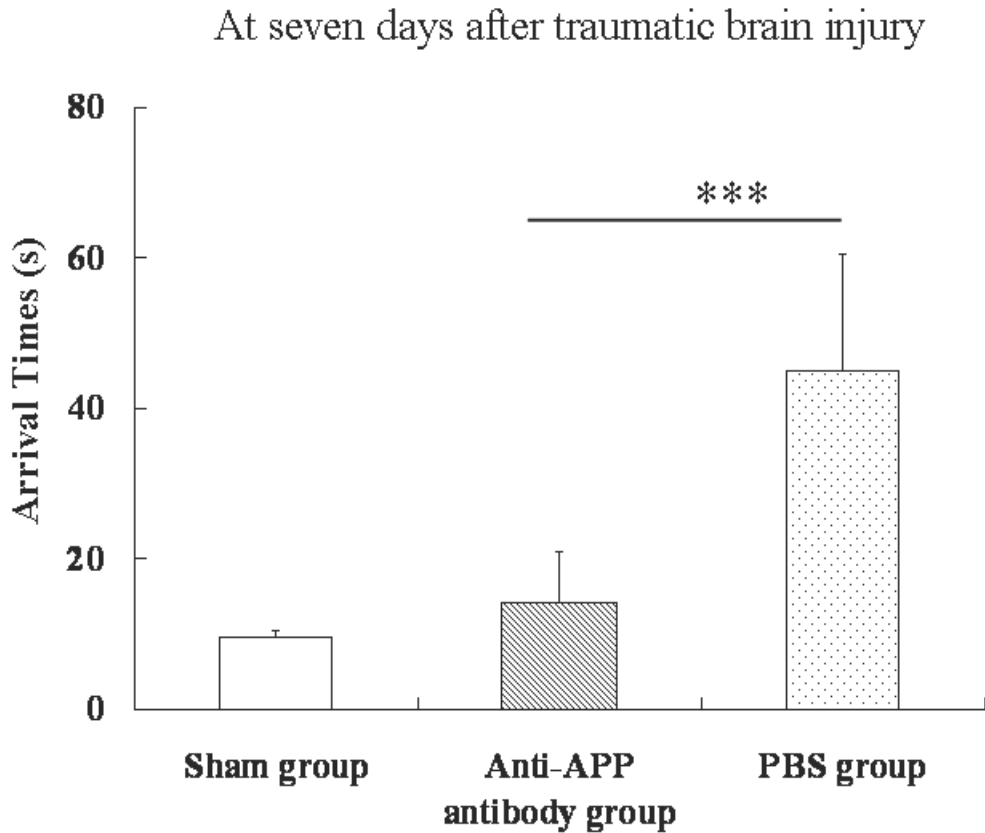 At seven days after traumatic brain injury
80
***
60
Arrival Times (s)
40
20
0
Sham group
Anti-APP
antibody group
PBS group